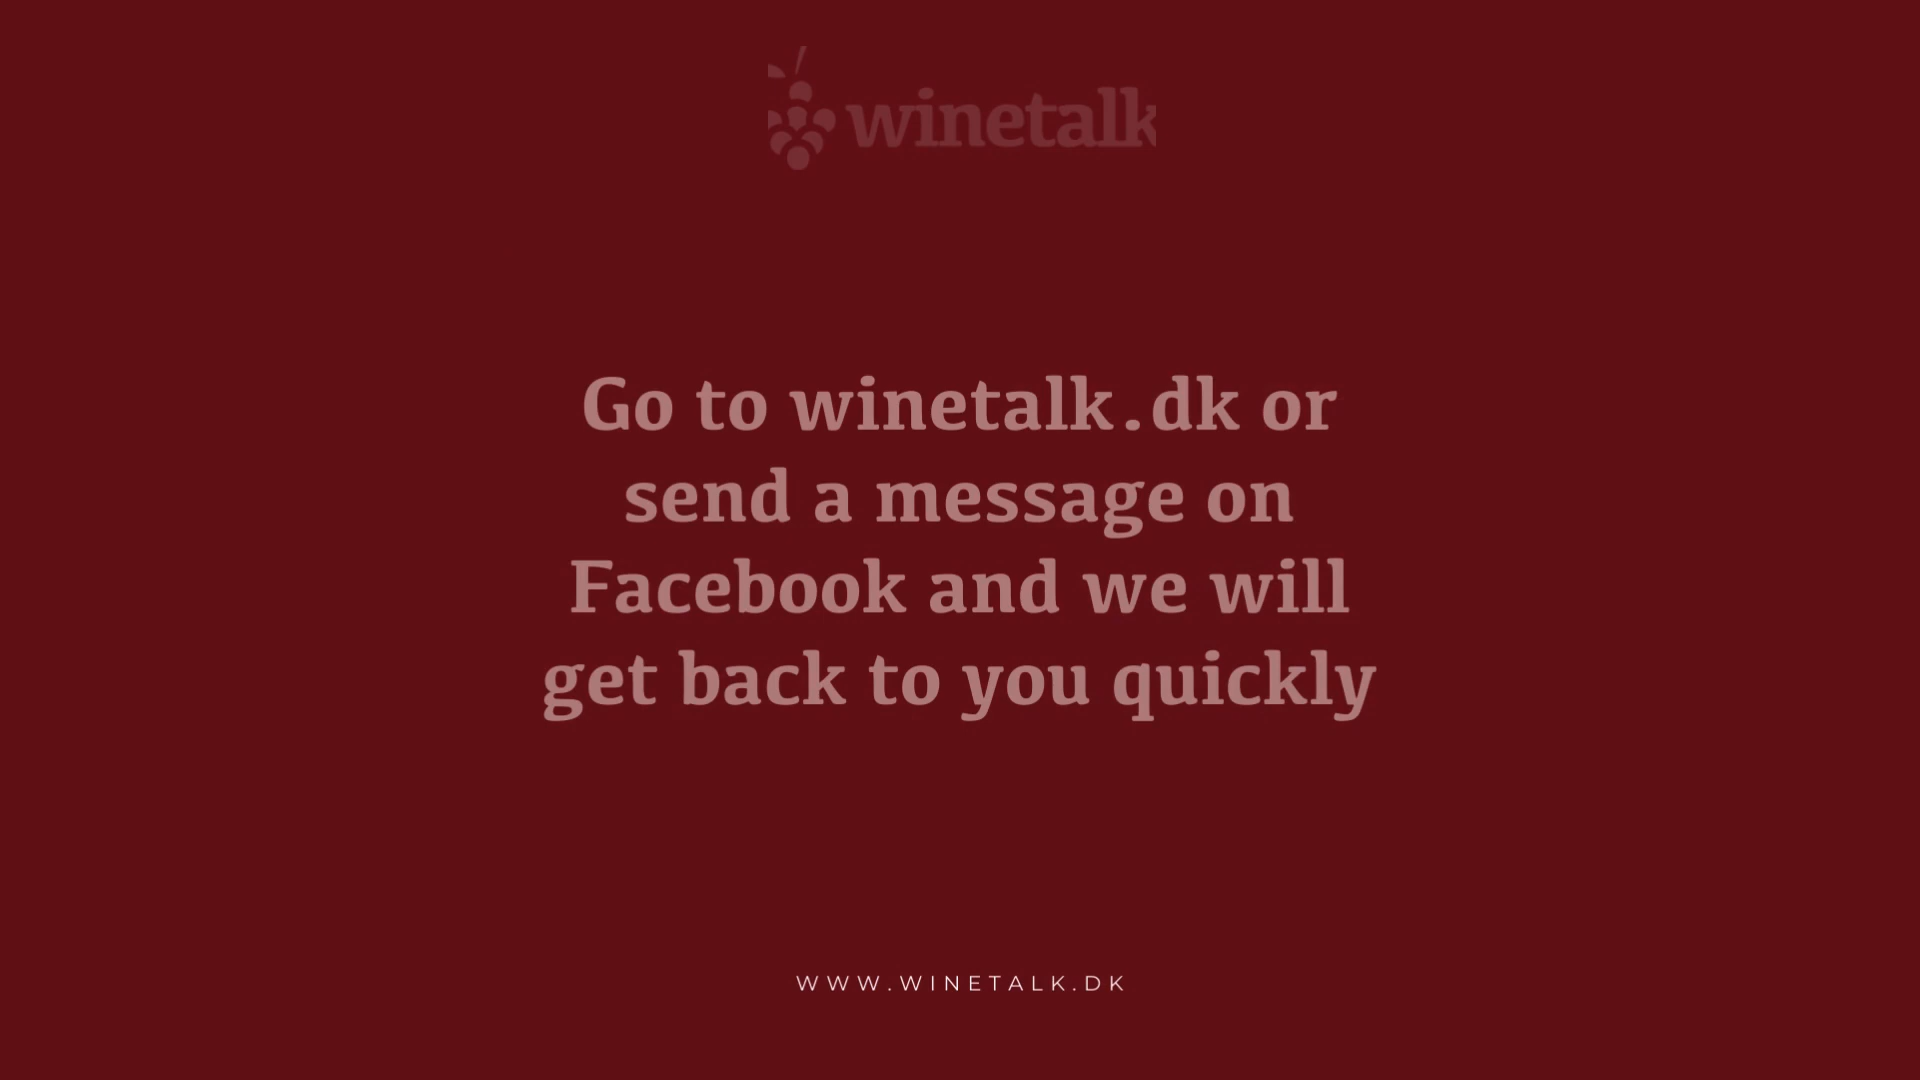 winetalk
Go to winetalk.dk or
send a message on
Facebook and we will
get back to you quickly
WWW.WINETALK.DK